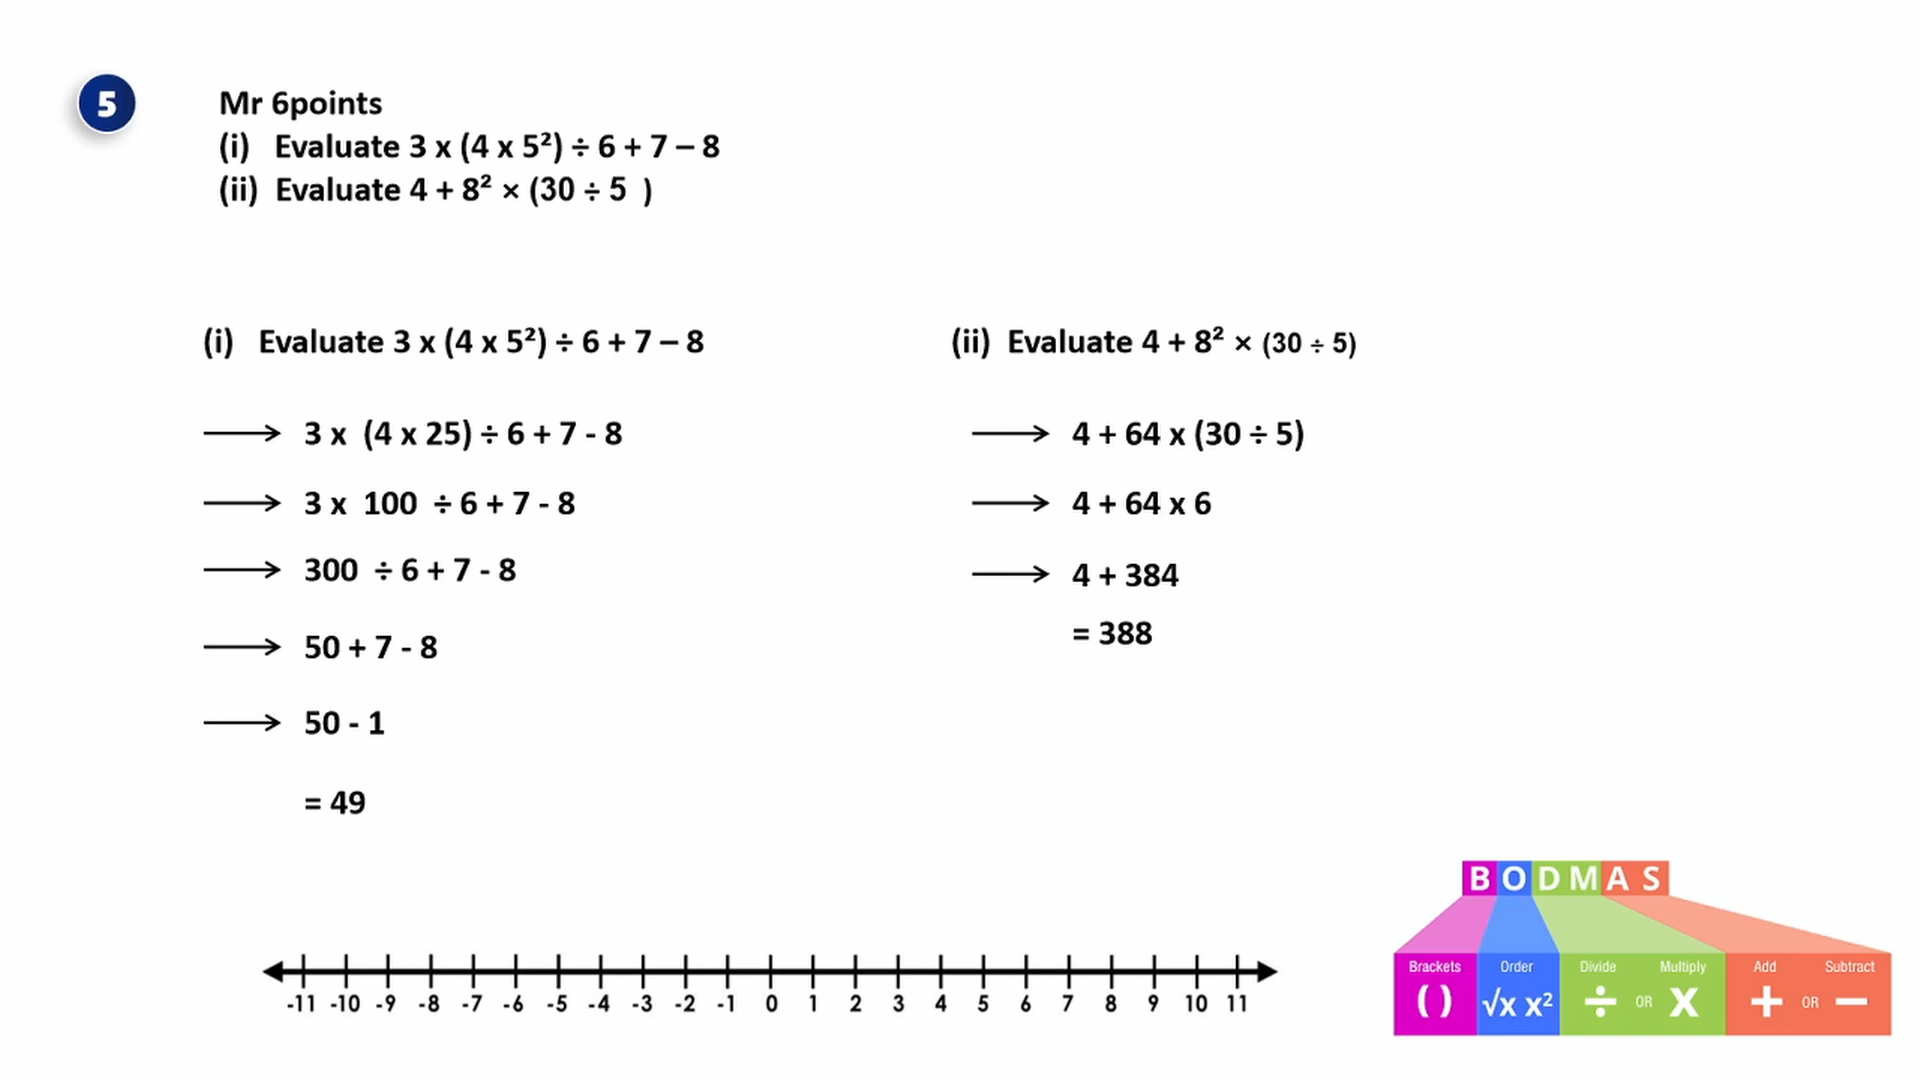 5
Mr 6points
(i) Evaluate 3 x (4 x 5²) ÷ 6 + 7 – 8
(ii) Evaluate 4 + 8² × (30 ÷ 5 )
(i) Evaluate 3 x (4 x 5²) ÷ 6 + 7 – 8
3 x (4 x 25) ÷ 6 + 7 - 8
3 x 100 ÷ 6 + 7 - 8
300 ÷ 6 + 7 - 8
50 + 7 - 8
50 - 1
= 49
(ii) Evaluate 4 + 8² × (30 ÷ 5)
4 + 64 x (30 ÷ 5)
4 + 64 x 6
4 + 384
= 388
-11 -10 -9 -8 -7 -6 -5 -4 -3 -2 -1 0 1 2 3 4 5 6 7 8 9 10 11
BODMAS
Brackets Order Divide Multiply Add Subtract
( ) √x x² ÷ OR X + OR −